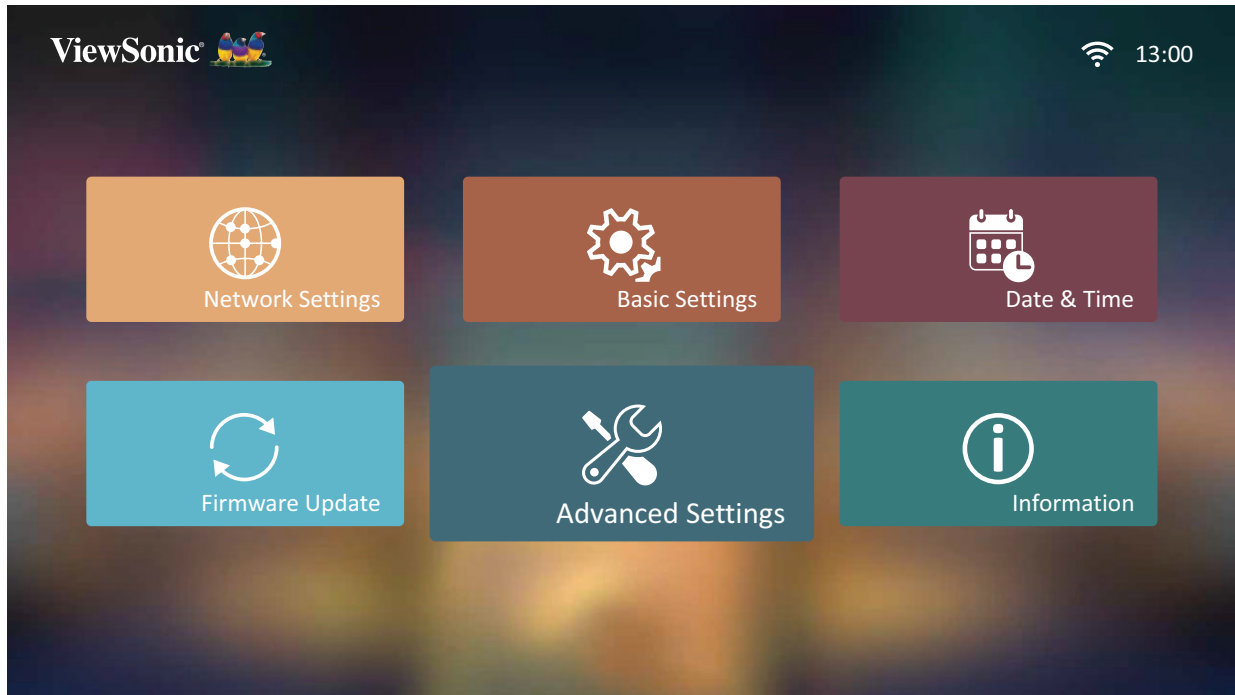 ViewSonic®
13:00
Network Settings
Basic Settings
Date & Time
Firmware Update
Advanced Settings
Information